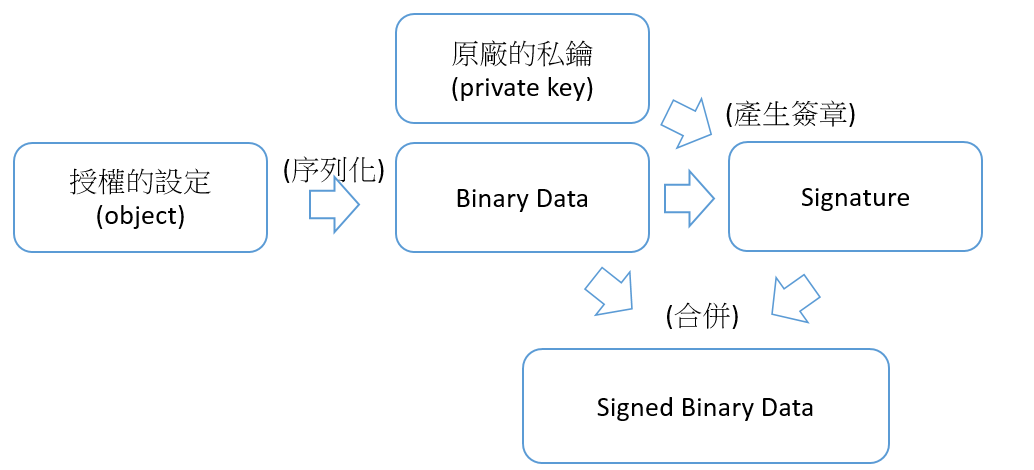 原廠的私鑰
(private key)
(產生簽章)
授權的設定
(object)
(序列化)
Binary Data
Signature
(合併)
Signed Binary Data